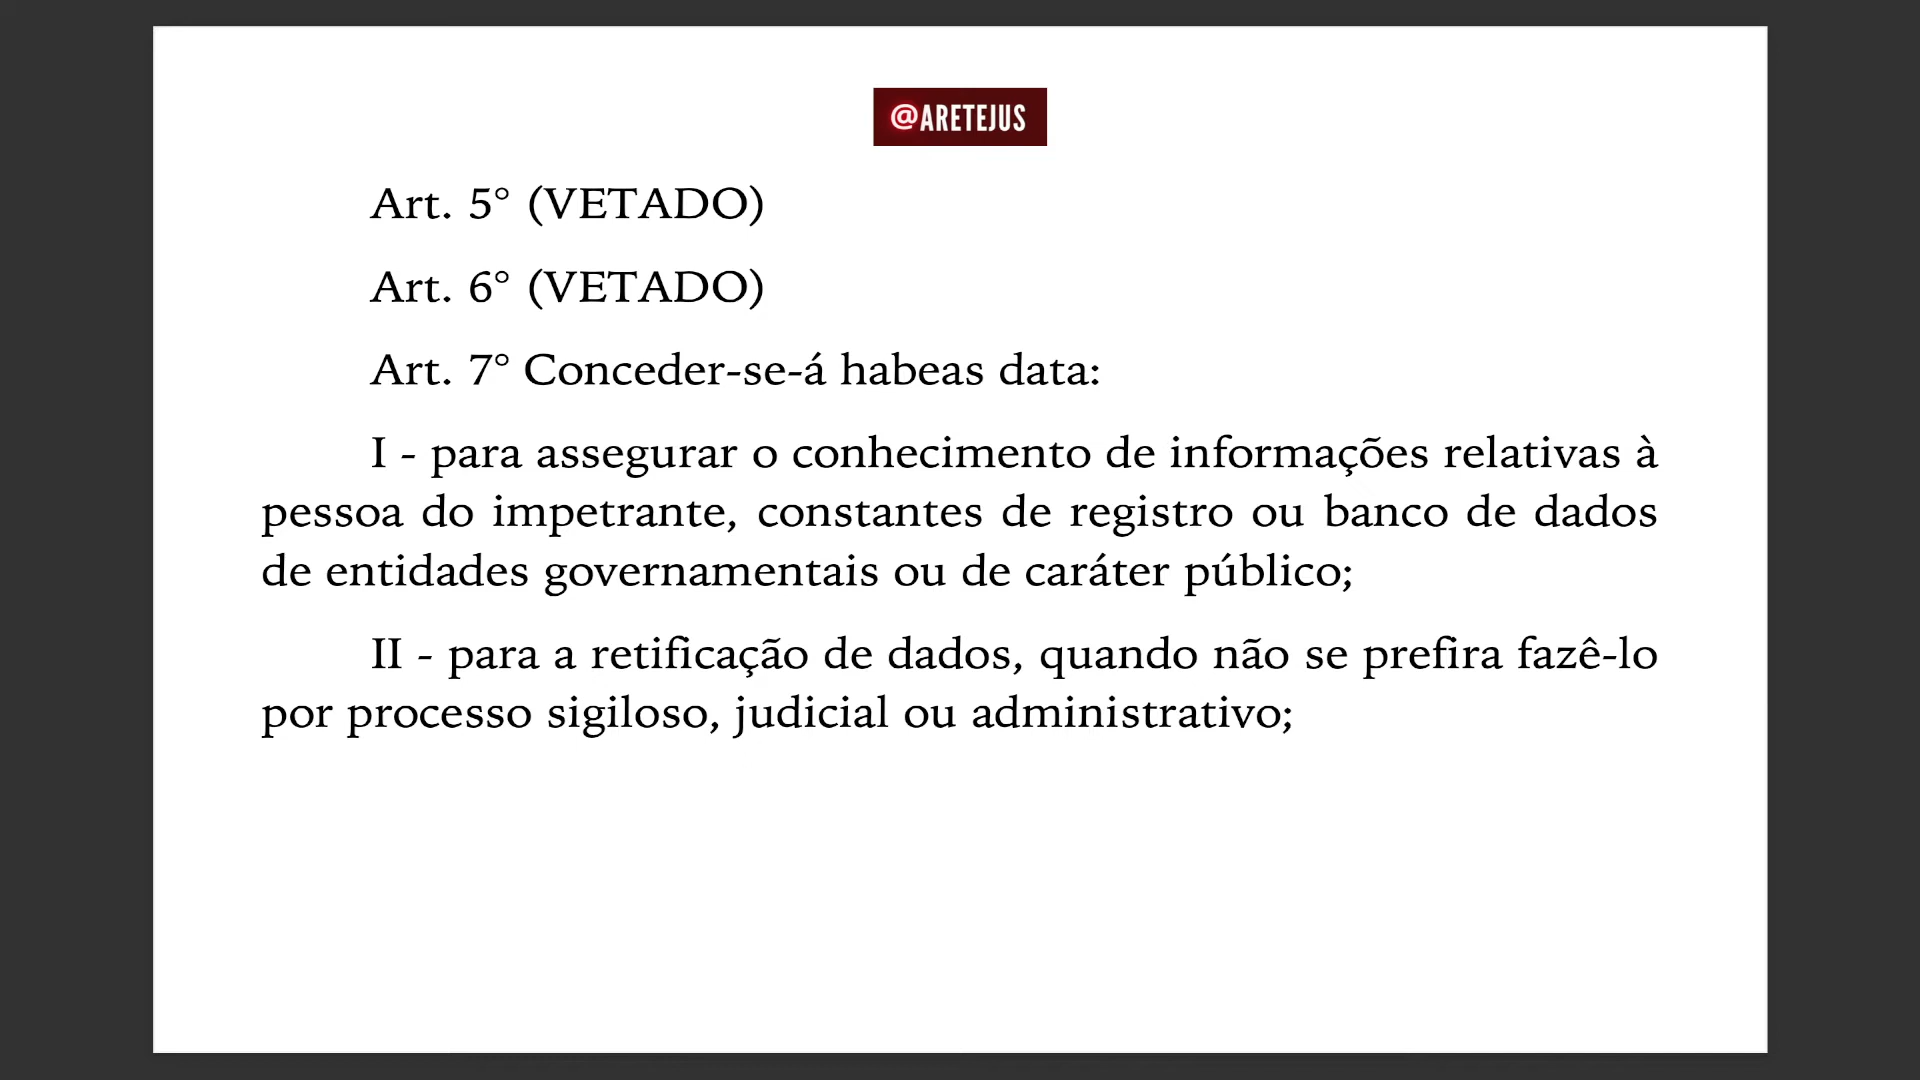 @ARETEJUS
Art. 5° (VETADO)
Art. 6° (VETADO)
Art. 7° Conceder-se-á habeas data:
I - para assegurar o conhecimento de informações relativas à
pessoa do impetrante, constantes de registro ou banco de dados
de entidades governamentais ou de caráter público;
II - para a retificação de dados, quando não se prefira fazê-lo
por processo sigiloso, judicial ou administrativo;